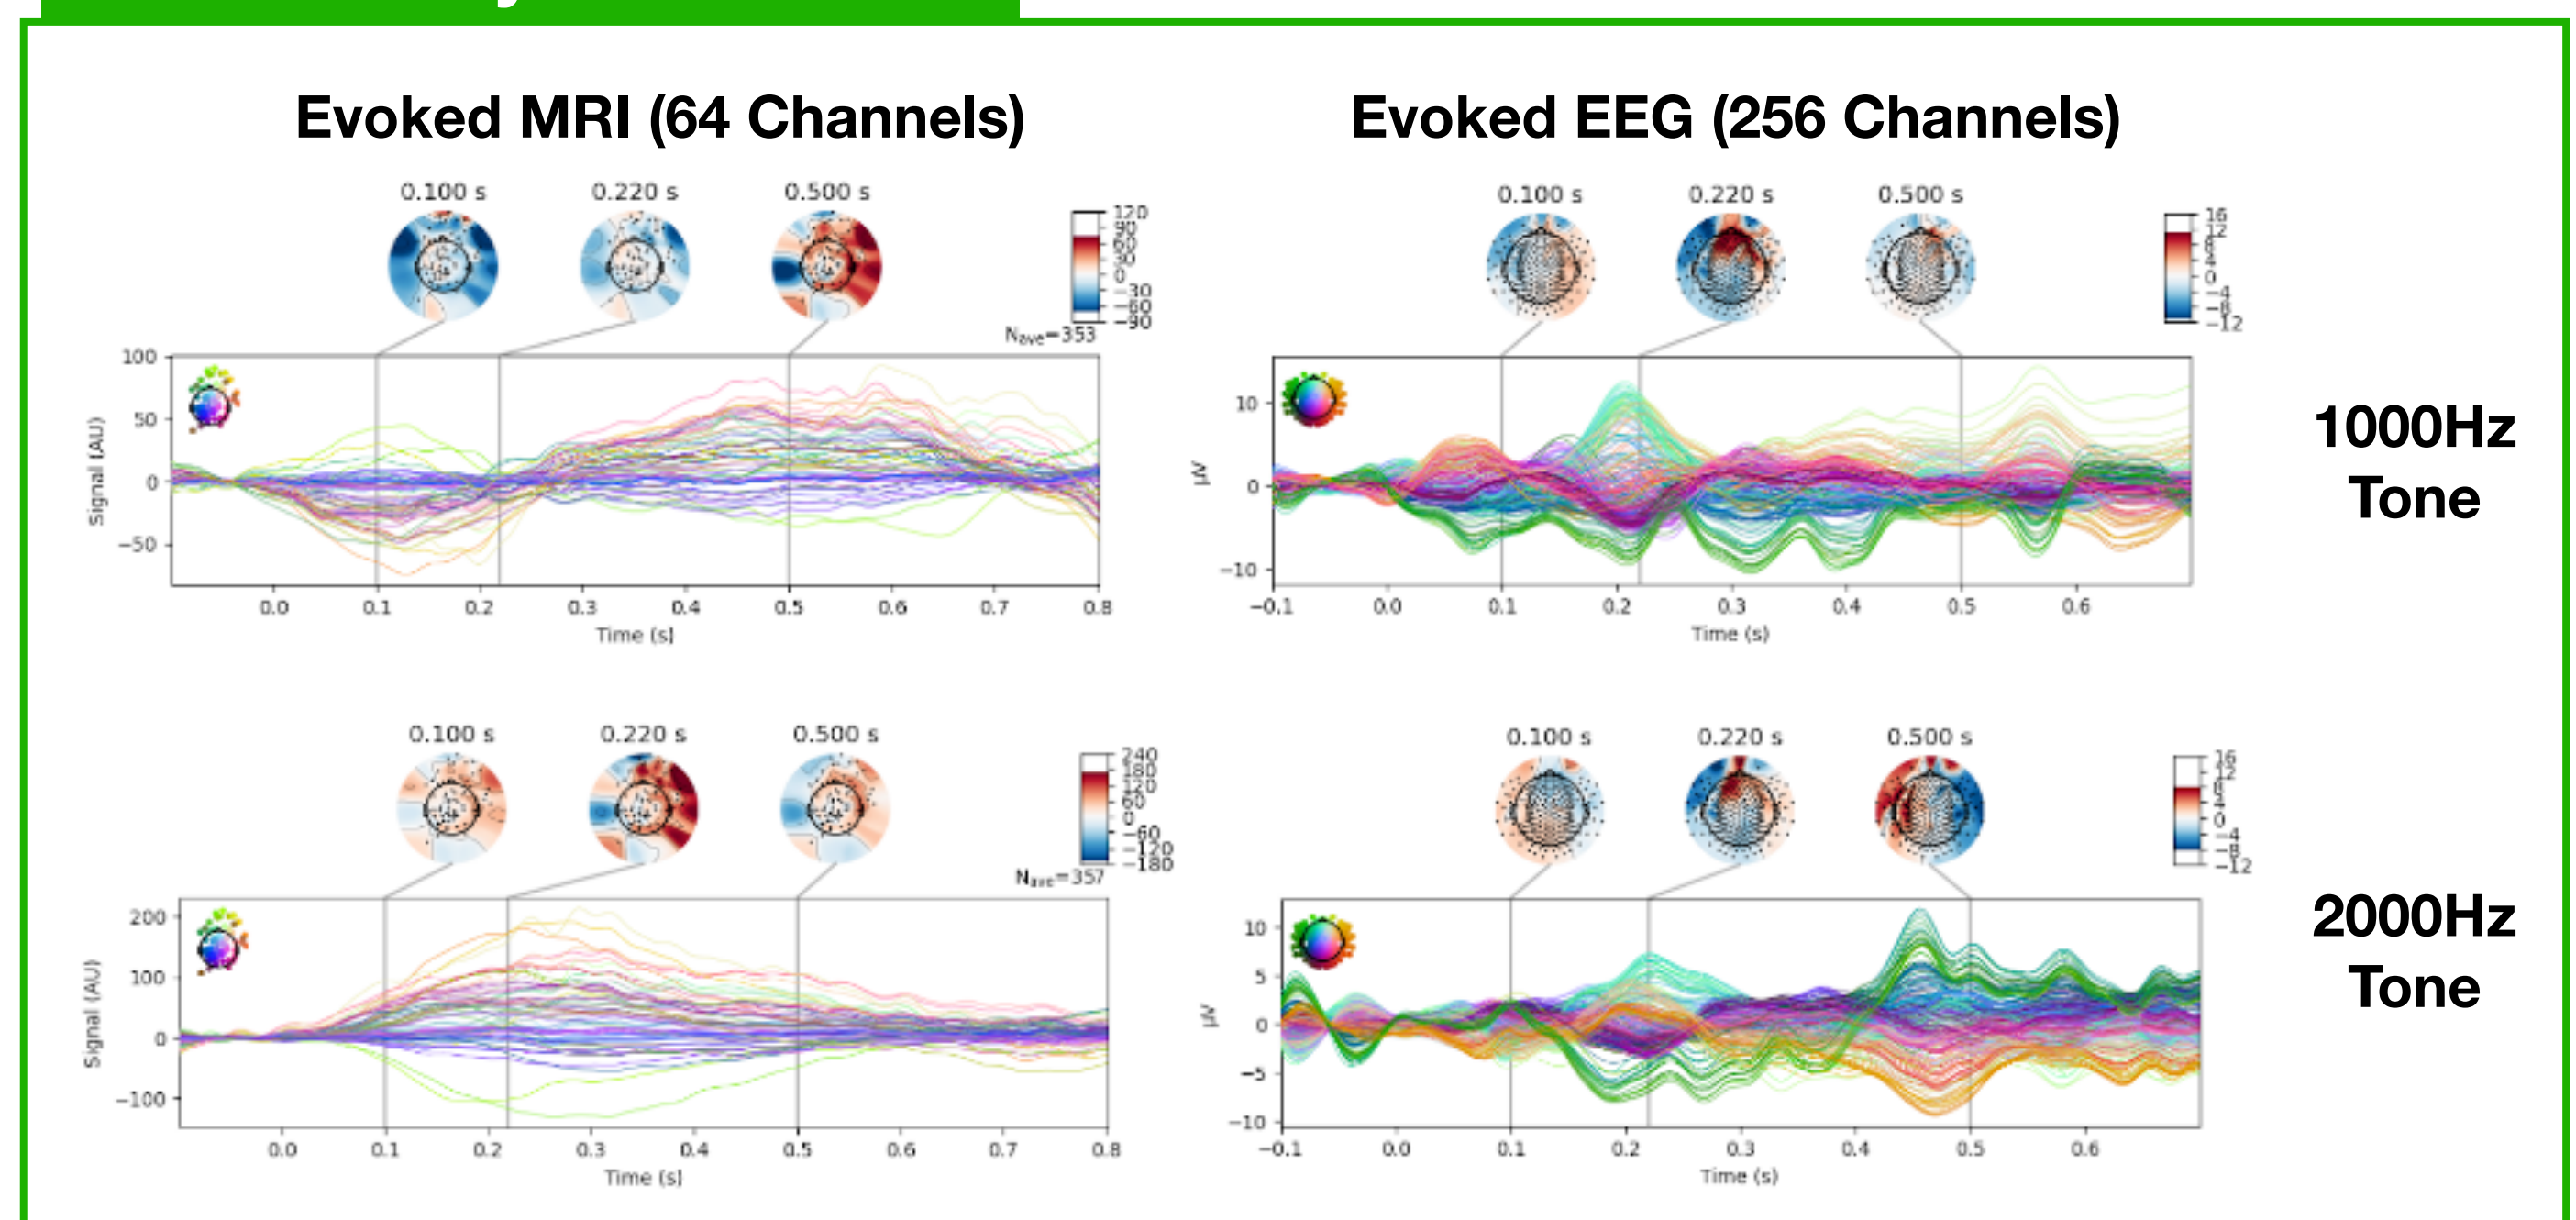 Evoked MRI (64 Channels)
Evoked EEG (256 Channels)
0.100 s
0.220 s
0.500 s
120
90
60
30
0
−30
−60
−90
Nave=353
100
50
0
−50
Signal (AU)
0.0 0.1 0.2 0.3 0.4 0.5 0.6 0.7 0.8
Time (s)
0.100 s
0.220 s
0.500 s
16
12
8
4
0
−4
−8
−12
10
0
−10
µV
−0.1 0.0 0.1 0.2 0.3 0.4 0.5 0.6
Time (s)
1000Hz
Tone
0.100 s
0.220 s
0.500 s
240
180
120
60
0
−60
−120
−180
Nave=357
200
100
0
−100
Signal (AU)
0.0 0.1 0.2 0.3 0.4 0.5 0.6 0.7 0.8
Time (s)
0.100 s
0.220 s
0.500 s
16
12
8
4
0
−4
−8
−12
10
5
0
−5
−10
µV
−0.1 0.0 0.1 0.2 0.3 0.4 0.5 0.6
Time (s)
2000Hz
Tone